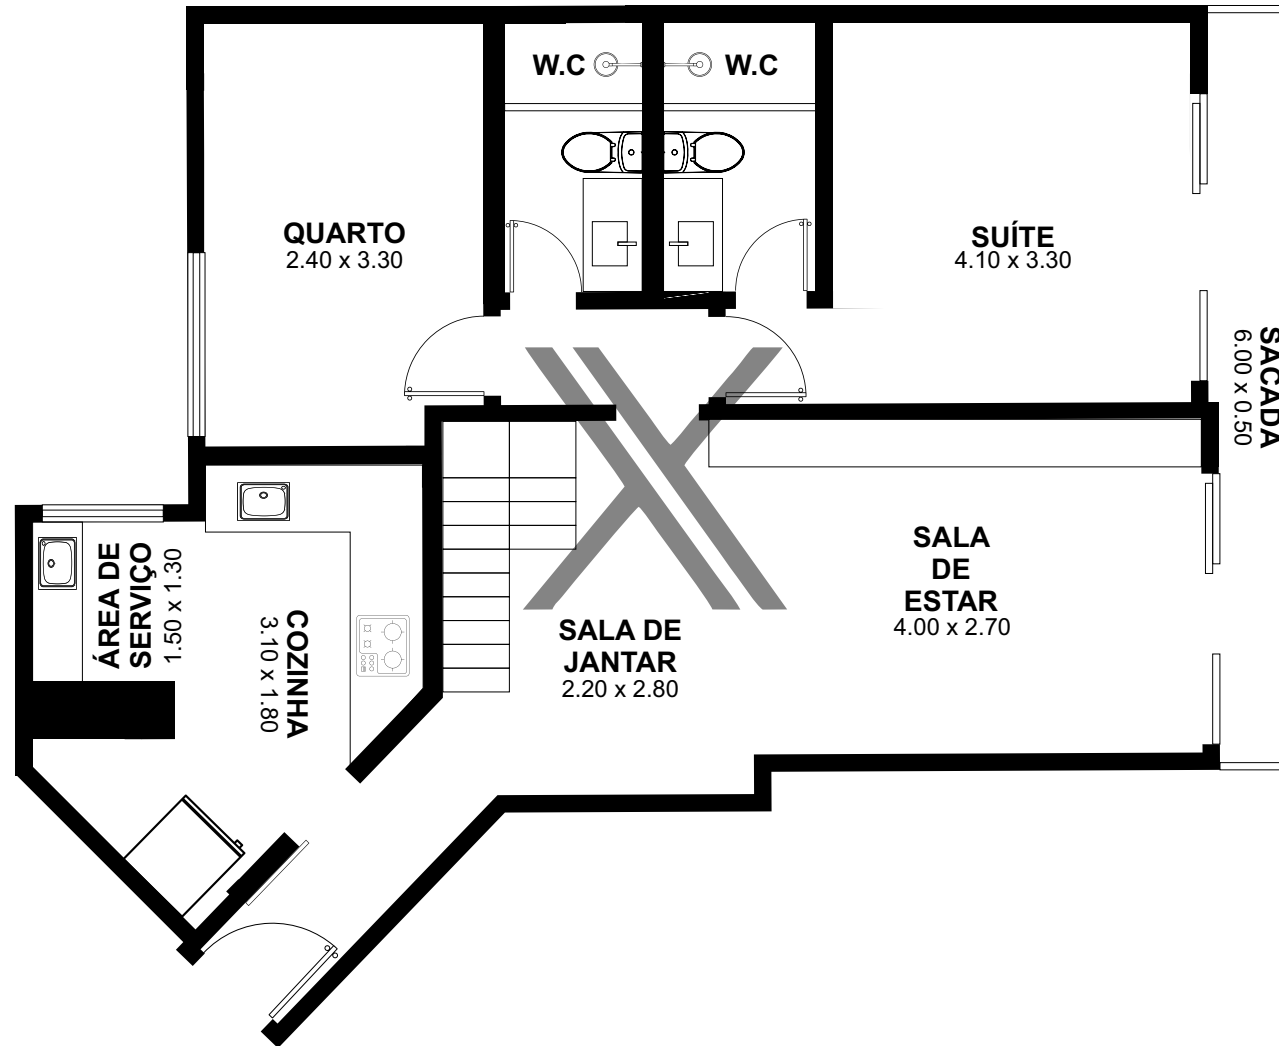 W.C
W.C
QUARTO
2.40 x 3.30
SUÍTE
4.10 x 3.30
SACADA
6.00 x 0.50
ÁREA DE
SERVIÇO
1.50 x 1.30
COZINHA
3.10 x 1.80
SALA DE
JANTAR
2.20 x 2.80
SALA
DE
ESTAR
4.00 x 2.70